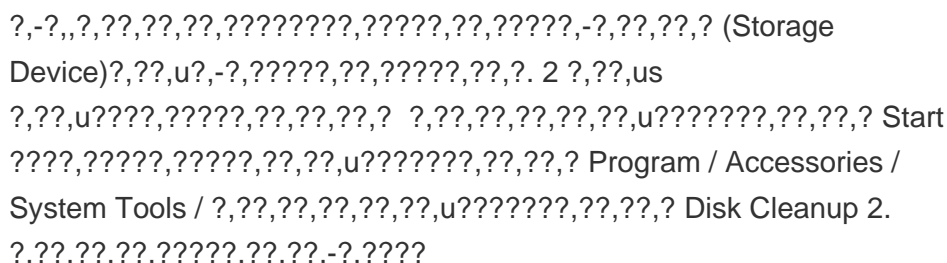 ?,-?,,?,??,??,??,????????,?????,??,?????,-?,??,??,? (Storage
Device)?,??,u?,-?,?????,??,?????,??,?. 2 ?,??,us
?,??,u????,?????,??,??,??,? ?,??,??,??,??,??,u???????,??,??,? Start
????,?????,?????,??,??,u???????,??,??,? Program / Accessories /
System Tools / ?,??,??,??,??,??,u???????,??,??,? Disk Cleanup 2.
?.??.??.??.?????.??.??.-?.????